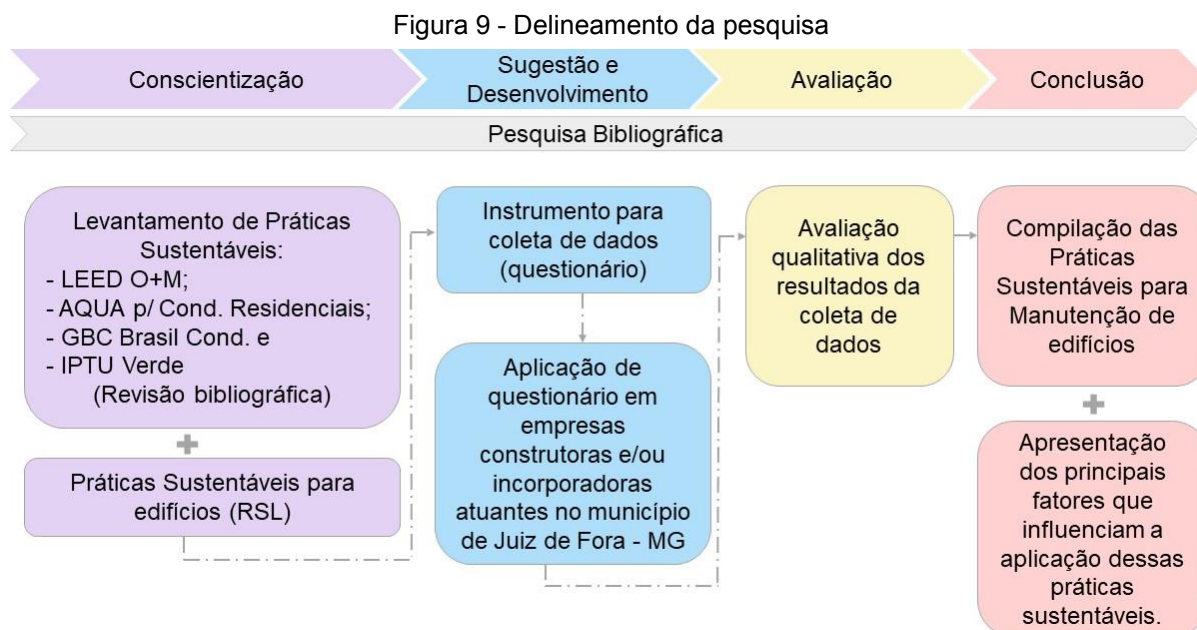 Figura 9 - Delineamento da pesquisa
Conscientização
Sugestão e
Desenvolvimento
Avaliação
Conclusão
Pesquisa Bibliográfica
Levantamento de Práticas
Sustentáveis:
- LEED O+M;
- AQUA p/ Cond. Residenciais;
- GBC Brasil Cond. e
- IPTU Verde
(Revisão bibliográfica)
Práticas Sustentáveis para
edifícios (RSL)
Instrumento para
coleta de dados
(questionário)
Aplicação de
questionário em
empresas
construtoras e/ou
incorporadoras
atuantes no município
de Juiz de Fora - MG
Avaliação
qualitativa dos
resultados da
coleta de
dados
Compilação das
Práticas
Sustentáveis para
Manutenção de
edifícios
Apresentação
dos principais
fatores que
influenciam a
aplicação dessas
práticas
sustentáveis.